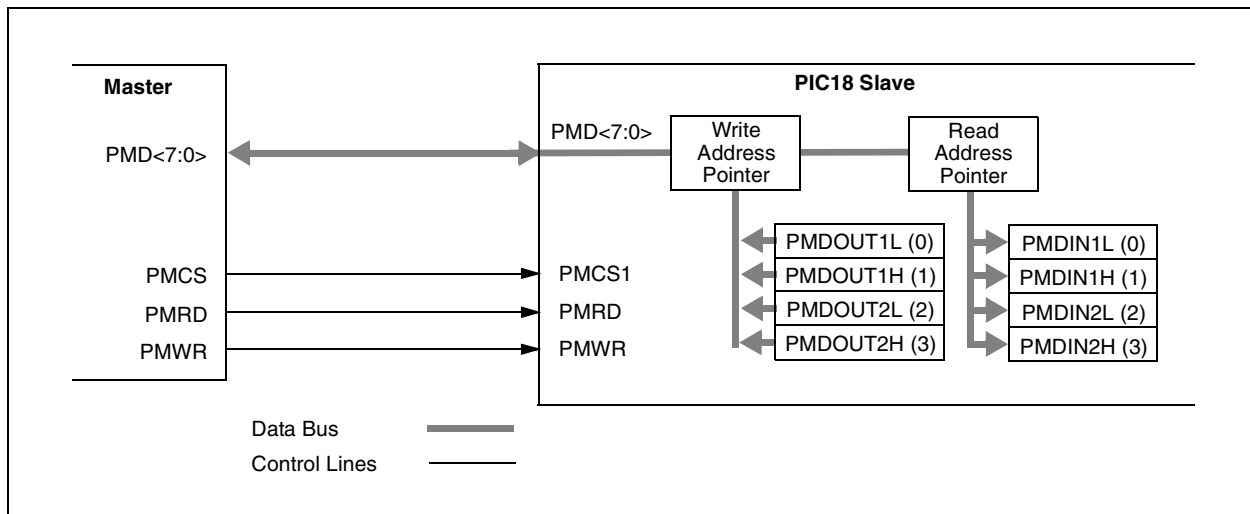 Master
PIC18 Slave
PMD<7:0>
PMD<7:0>
Write
Address
Pointer
Read
Address
Pointer
PMDOUT1L (0)
PMDOUT1H (1)
PMDOUT2L (2)
PMDOUT2H (3)
PMDIN1L (0)
PMDIN1H (1)
PMDIN2L (2)
PMDIN2H (3)
PMCS
PMCS1
PMRD
PMRD
PMWR
PMWR
Data Bus
Control Lines